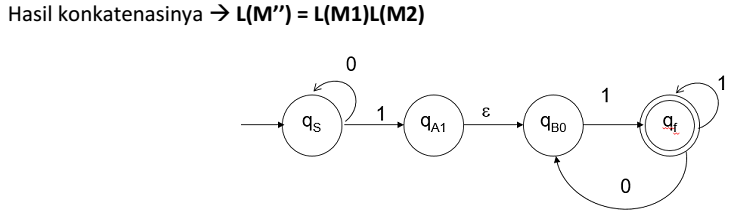 Hasil konkatenasinya → L(M’’) = L(M1)L(M2)
0
1
qS
1
qA1
ε
qB0
1
qf
0